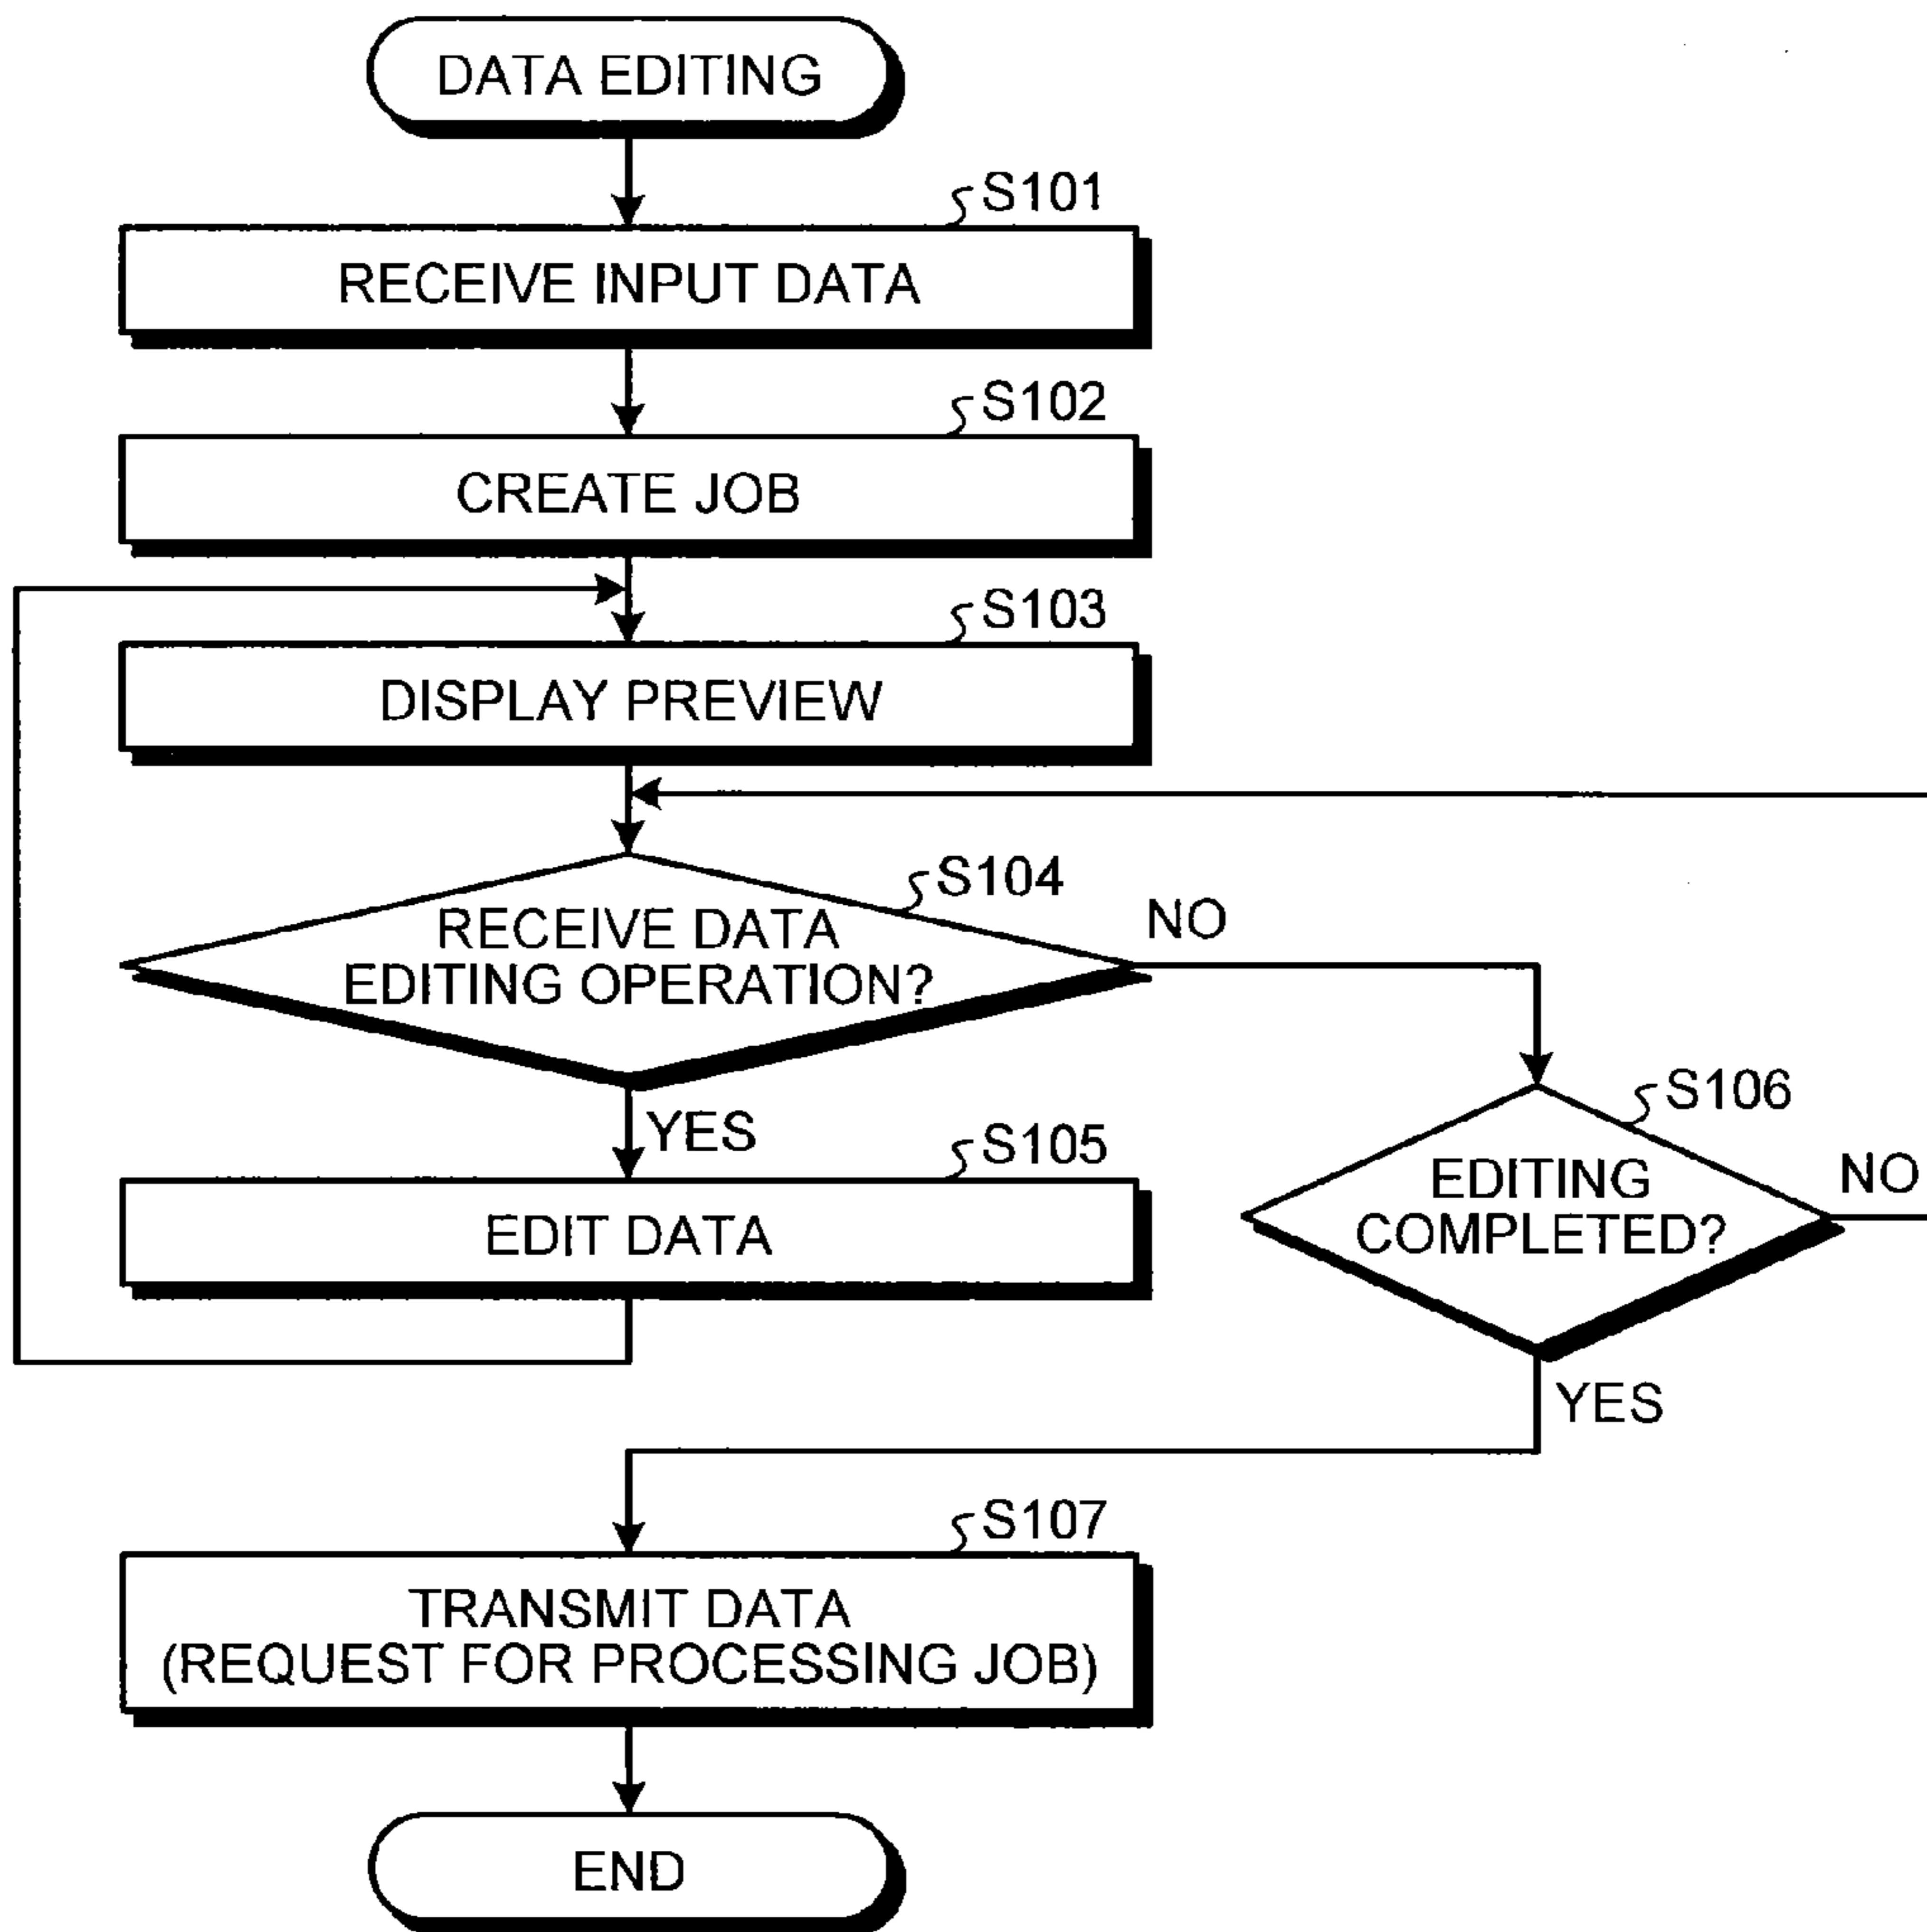 DATA EDITING
S101
RECEIVE INPUT DATA
S102
CREATE JOB
S103
DISPLAY PREVIEW
S104
RECEIVE DATA
EDITING OPERATION?
NO
YES
S105
EDIT DATA
S106
EDITING
COMPLETED?
NO
YES
S107
TRANSMIT DATA
(REQUEST FOR PROCESSING JOB)
END